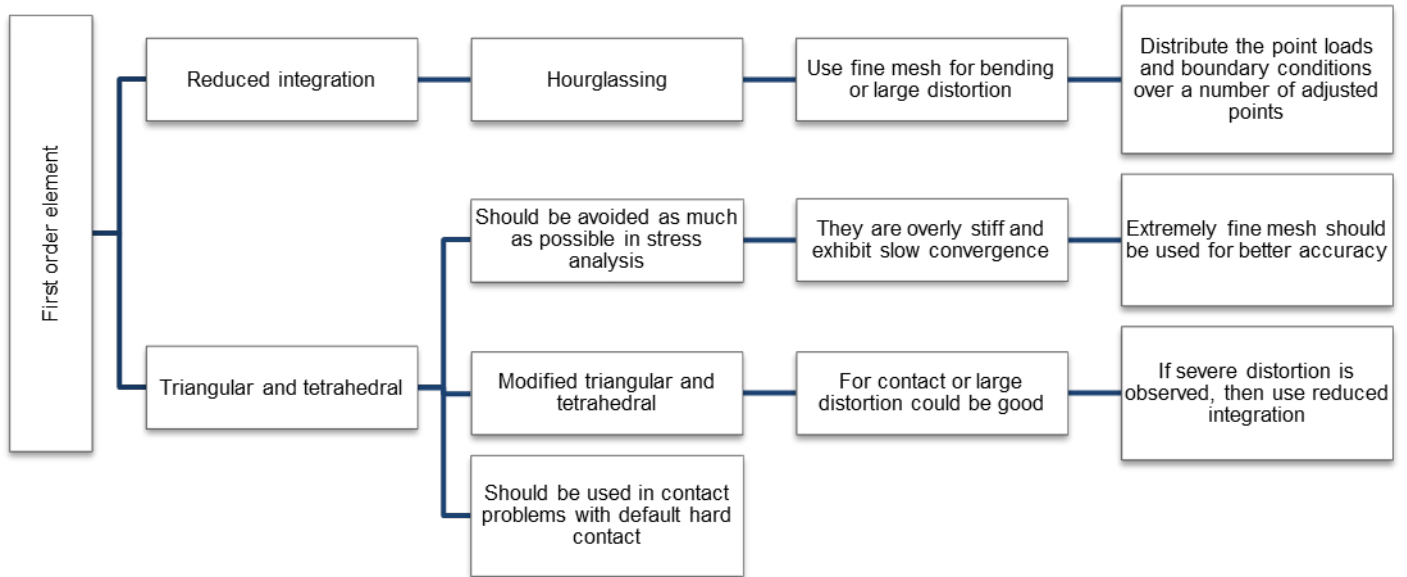 First order element
Reduced integration
Hourglassing
Use fine mesh for bending
or large distortion
Distribute the point loads
and boundary conditions
over a number of adjusted
points
Triangular and tetrahedral
Should be avoided as much
as possible in stress
analysis
They are overly stiff and
exhibit slow convergence
Extremely fine mesh should
be used for better accuracy
Modified triangular and
tetrahedral
For contact or large
distortion could be good
If severe distortion is
observed, then use reduced
integration
Should be used in contact
problems with default hard
contact